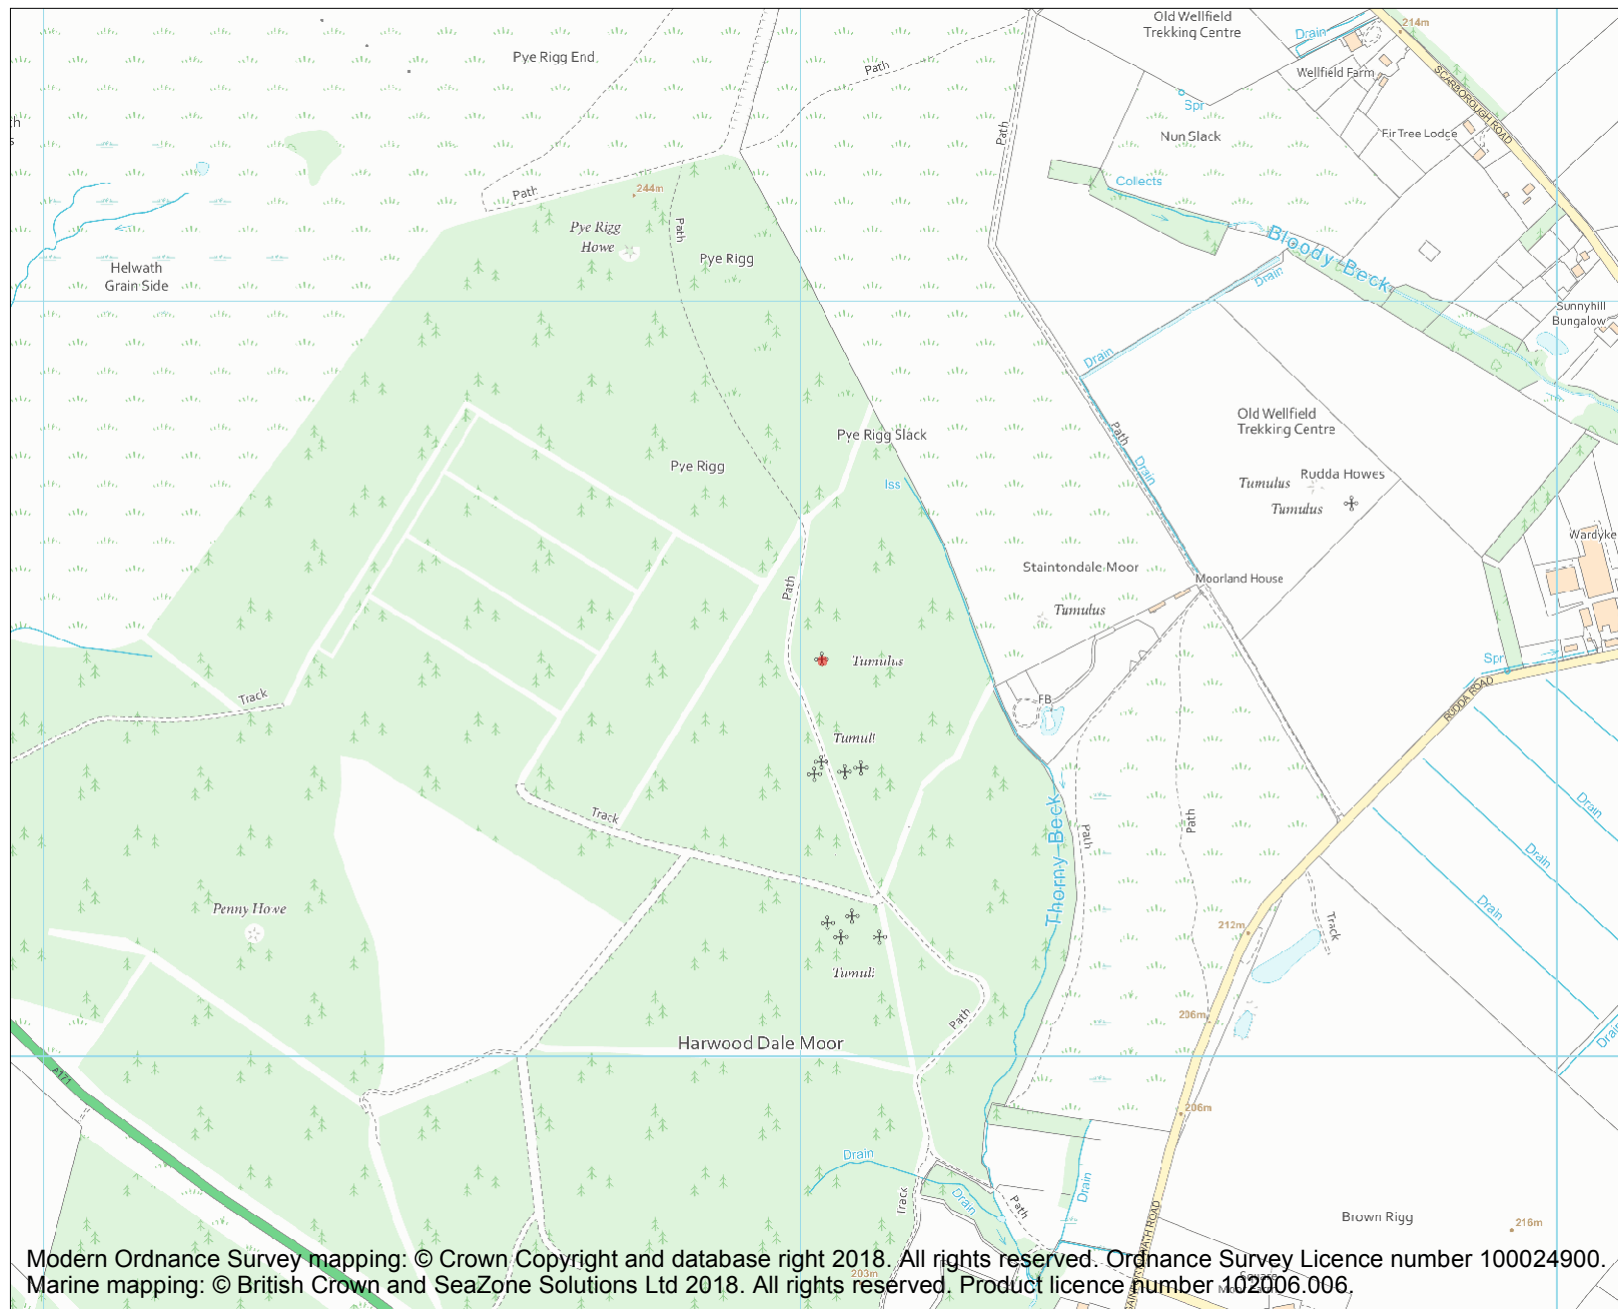 Old Wellfield
Trekking Centre
214m
Drain
Pye Rigg End
Path
Wellfield Farm
SCARBOROUGH ROAD
Spr
Path
Nun Slack
Fir Tree Lodge
Collects
Path
244m
Path
Pye Rigg
Howe
Pye Rigg
Bloody Beck
Helwath
Grain Side
Drain
Sunnyhill
Bungalow
Drain
Old Wellfield
Trekking Centre
Path
Pye Rigg Slack
Pye Rigg
Drain
Iss
Rudda Howes
Tumulus
Tumulus
Wardyke
Staintondale Moor
Moorland House
Path
Tumulus
Tumulus
Spr
Track
FB
RUDDA ROAD
Tumuli
Track
Thorny Beck
Path
Path
Drain
Drain
Drain
Penny Howe
212m
Track
Tumuli
206m
Path
Drain
Harwood Dale Moor
A171
206m
Drain
Drain
Track
Drain
Path
Brown Rigg
216m
203m
Modern Ordnance Survey mapping: © Crown Copyright and database right 2018. All rights reserved. Ordnance Survey Licence number 100024900.
Marine mapping: © British Crown and SeaZone Solutions Ltd 2018. All rights reserved. Product licence number 102006.006.